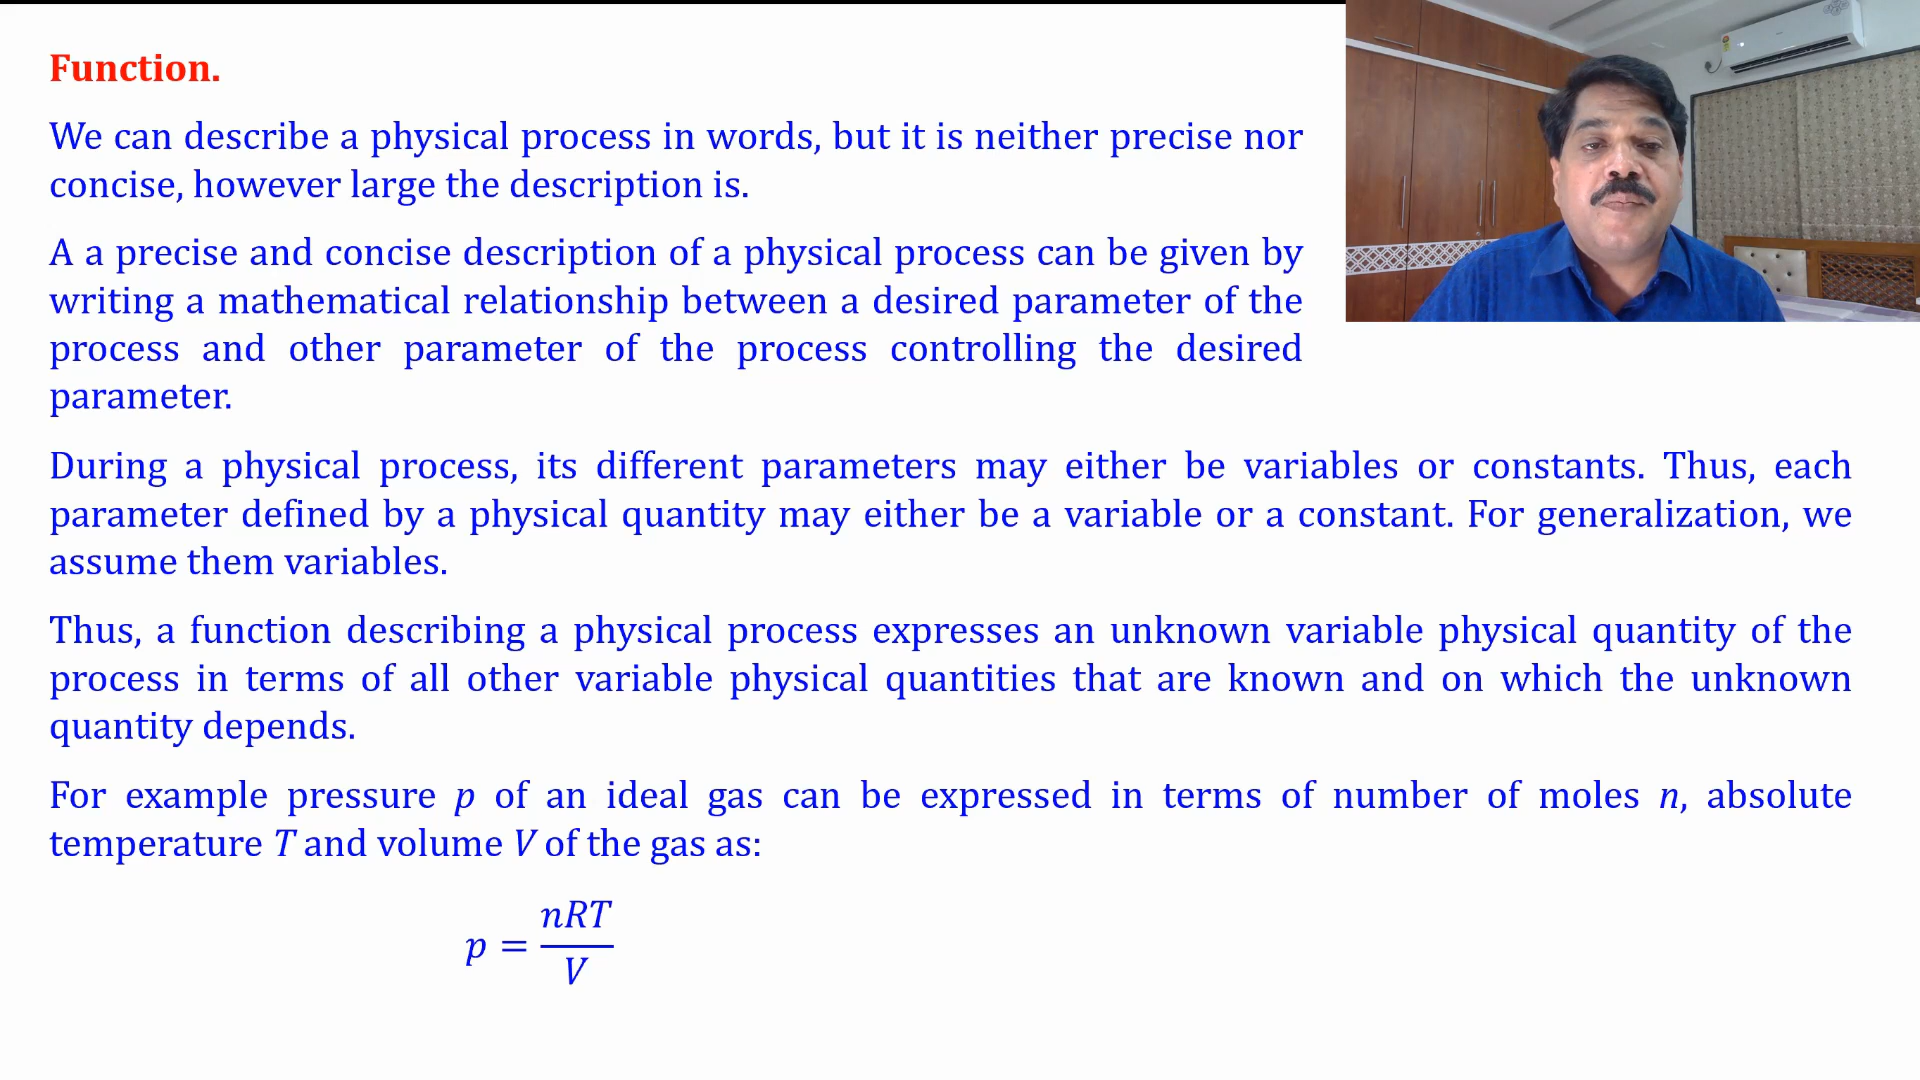 Function.
We can describe a physical process in words, but it is neither precise nor
concise, however large the description is.
A a precise and concise description of a physical process can be given by
writing a mathematical relationship between a desired parameter of the
process and other parameter of the process controlling the desired
parameter.
During a physical process, its different parameters may either be variables or constants. Thus, each
parameter defined by a physical quantity may either be a variable or a constant. For generalization, we
assume them variables.
Thus, a function describing a physical process expresses an unknown variable physical quantity of the
process in terms of all other variable physical quantities that are known and on which the unknown
quantity depends.
For example pressure p of an ideal gas can be expressed in terms of number of moles n, absolute
temperature T and volume V of the gas as:
p = nRT/V